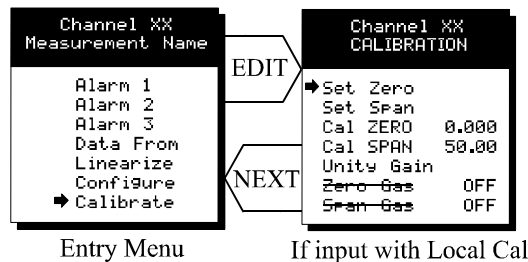 Channel XX
Measurement Name
Alarm 1
Alarm 2
Alarm 3
Data From
Linearize
Configure
Calibrate
Entry Menu
EDIT
NEXT
Channel XX
CALIBRATION
Set Zero
Set Span
Cal ZERO 0.000
Cal SPAN 50.00
Unity Gain
Zero Gas OFF
Span Gas OFF
If input with Local Cal